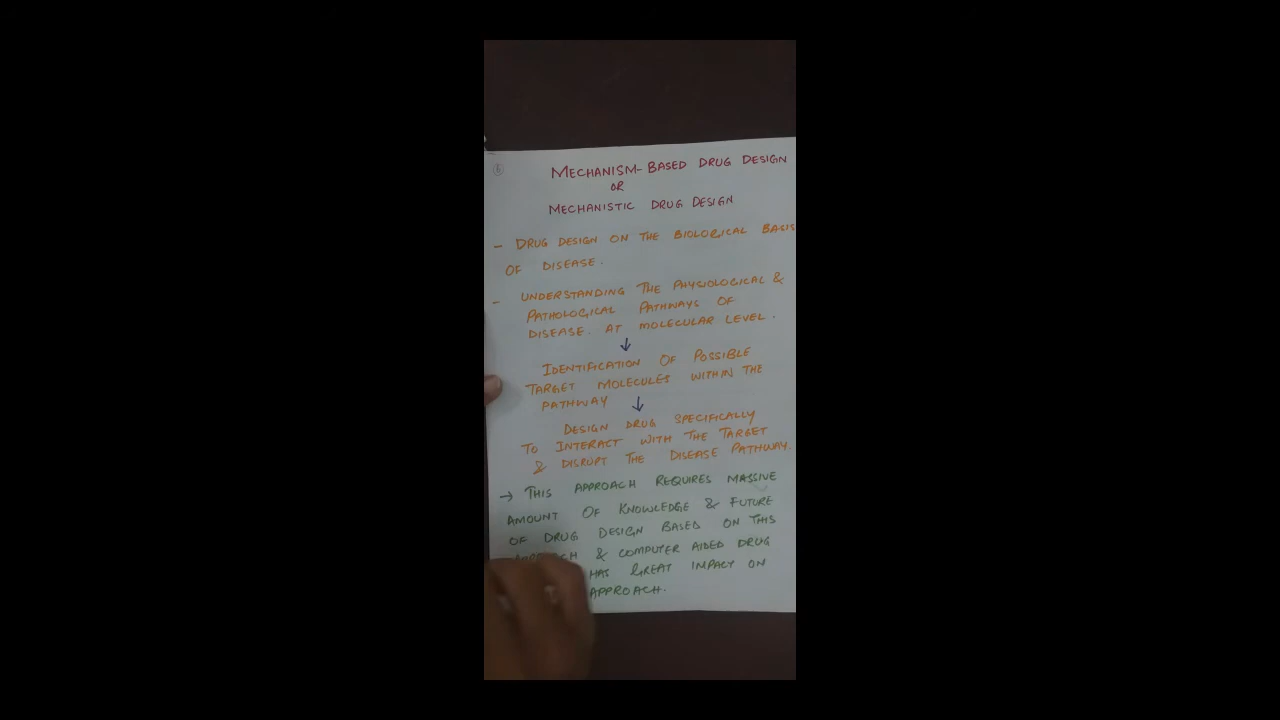 MECHANISM-BASED DRUG DESIGN
OR
MECHANISTIC DRUG DESIGN
- DRUG DESIGN ON THE BIOLOGICAL BASIS
OF DISEASE.
- UNDERSTANDING THE PHYSIOLOGICAL &
PATHOLOGICAL PATHWAYS OF
DISEASE. AT MOLECULAR LEVEL.
↓
IDENTIFICATION OF POSSIBLE
TARGET MOLECULES WITHIN THE
PATHWAY
↓
DESIGN DRUG SPECIFICALLY
TO INTERACT WITH THE TARGET
& DISRUPT THE DISEASE PATHWAY.
→ THIS APPROACH REQUIRES MASSIVE
AMOUNT OF KNOWLEDGE & FUTURE
OF DRUG DESIGN BASED ON THIS
& COMPUTER AIDED DRUG
HAS GREAT IMPACT ON
APPROACH.